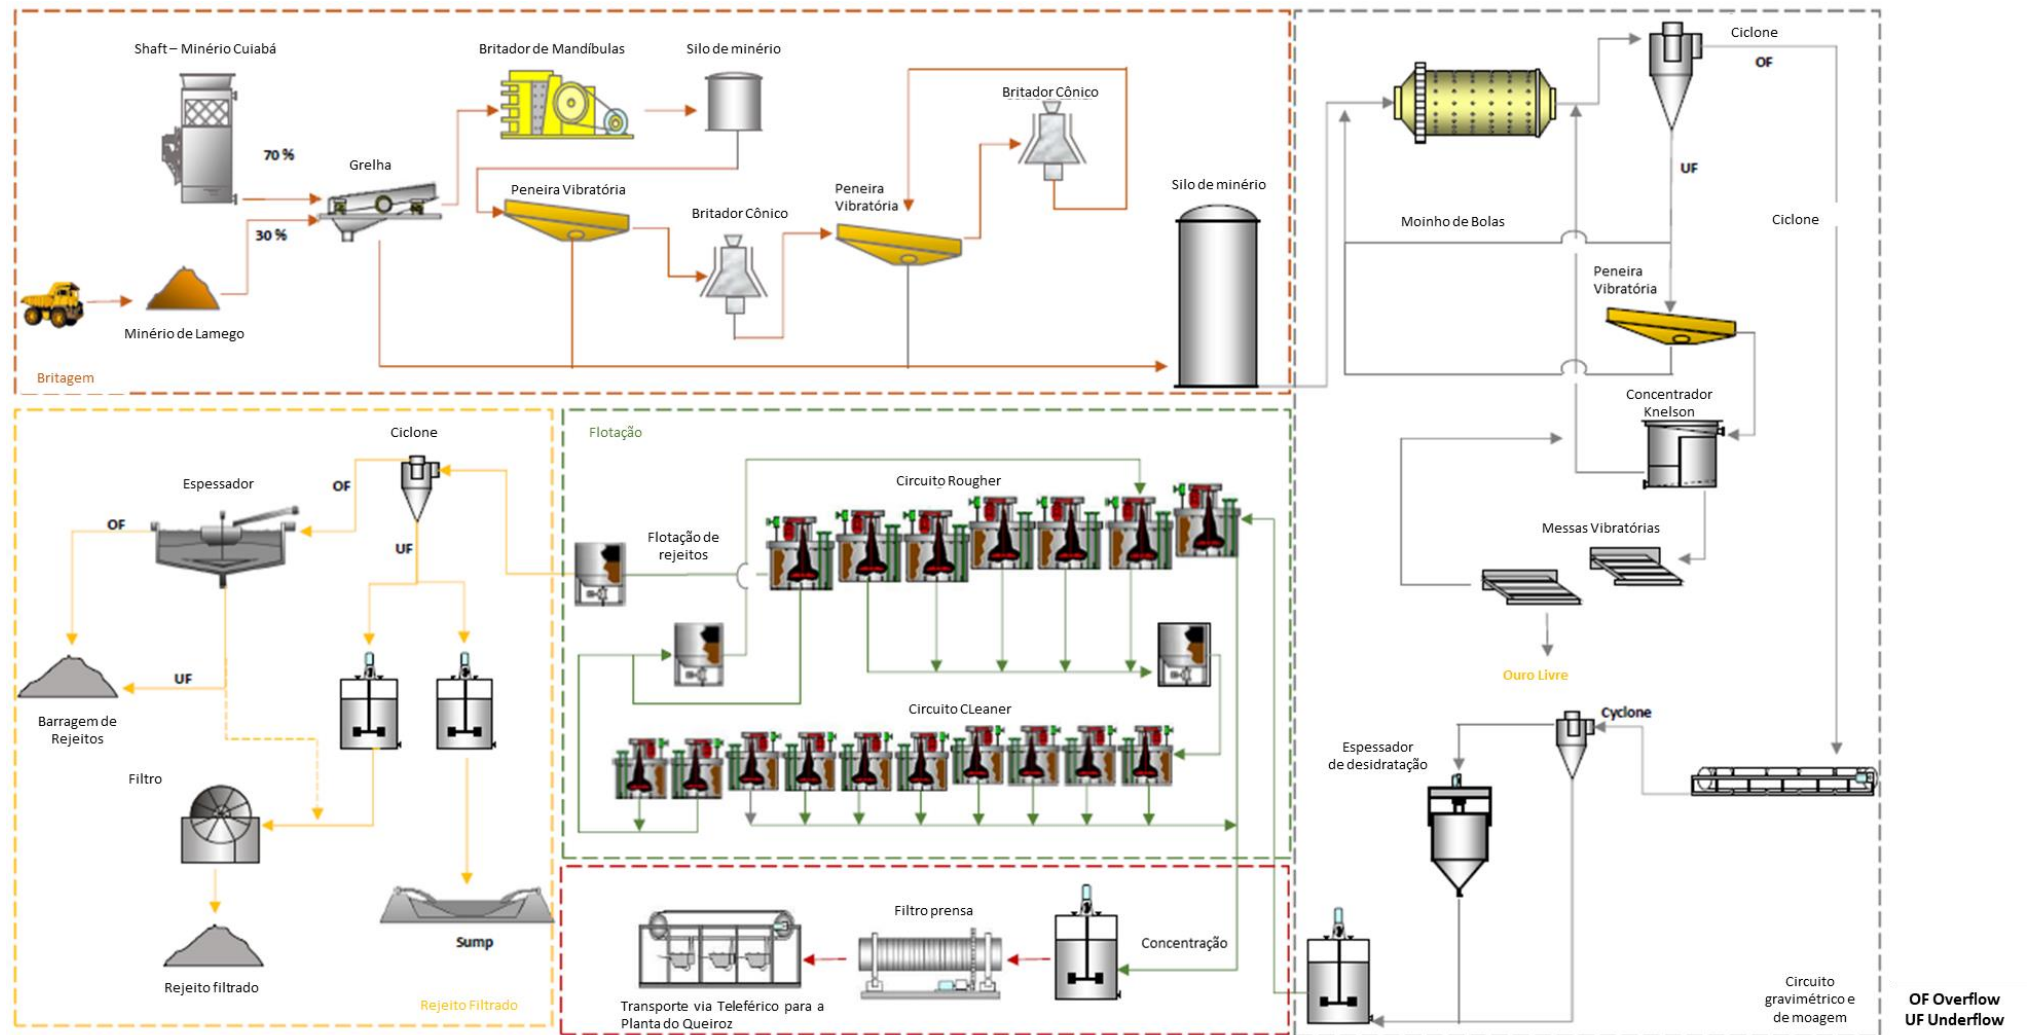 Shaft – Minério Cuiabá
Britador de Mandíbulas
Silo de minério
Britador Cônico
70 %
Grelha
Peneira Vibratória
Peneira
Vibratória
Britador Cônico
Silo de minério
30 %
Minério de Lamego
Britagem
Ciclone
OF
UF
Moinho de Bolas
Ciclone
Peneira
Vibratória
Concentrador
Knelson
Messas Vibratórias
Ouro Livre
Cyclone
Espessador
de desidratação
Circuito
gravimétrico e
de moagem
Ciclone
Espessador
OF
OF
UF
UF
Barragem de
Rejeitos
Filtro
Sump
Rejeito filtrado
Rejeito Filtrado
Flotação
Circuito Rougher
Flotação de
rejeitos
Circuito CLeaner
Filtro prensa
Concentração
Transporte via Teleférico para a
Planta do Queiroz
OF Overflow
UF Underflow